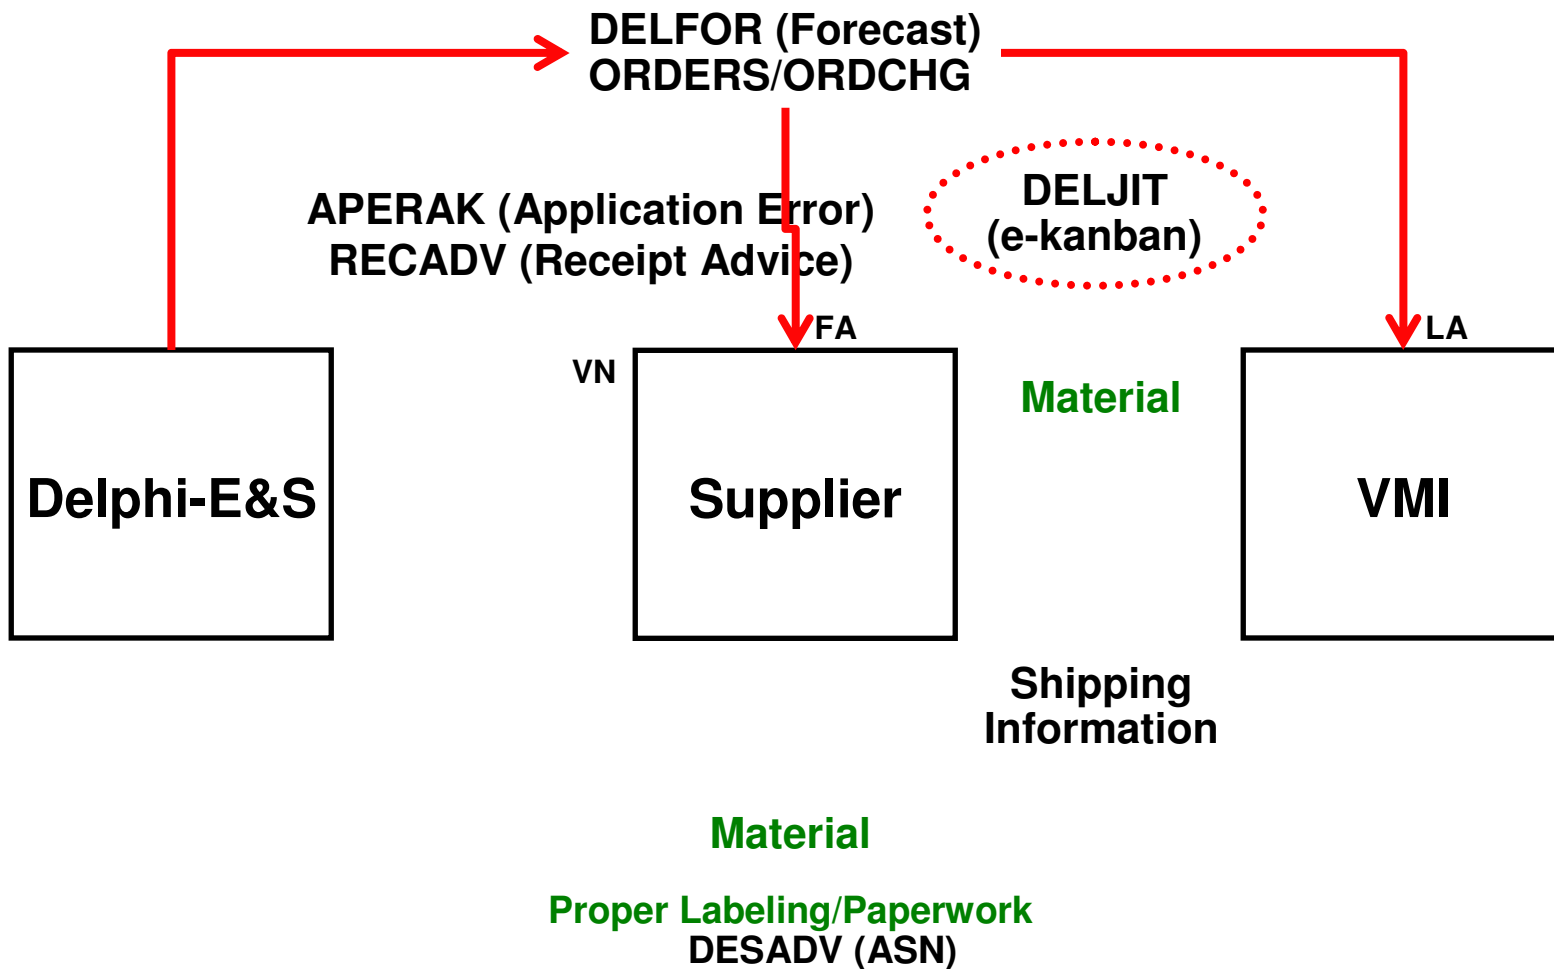 DELFOR (Forecast)
ORDERS/ORDCHG
APERAK (Application Error)
RECADV (Receipt Advice)
DELJIT
(e-kanban)
FA
LA
VN
Material
Delphi-E&S
Supplier
VMI
Shipping
Information
Material
Proper Labeling/Paperwork
DESADV (ASN)